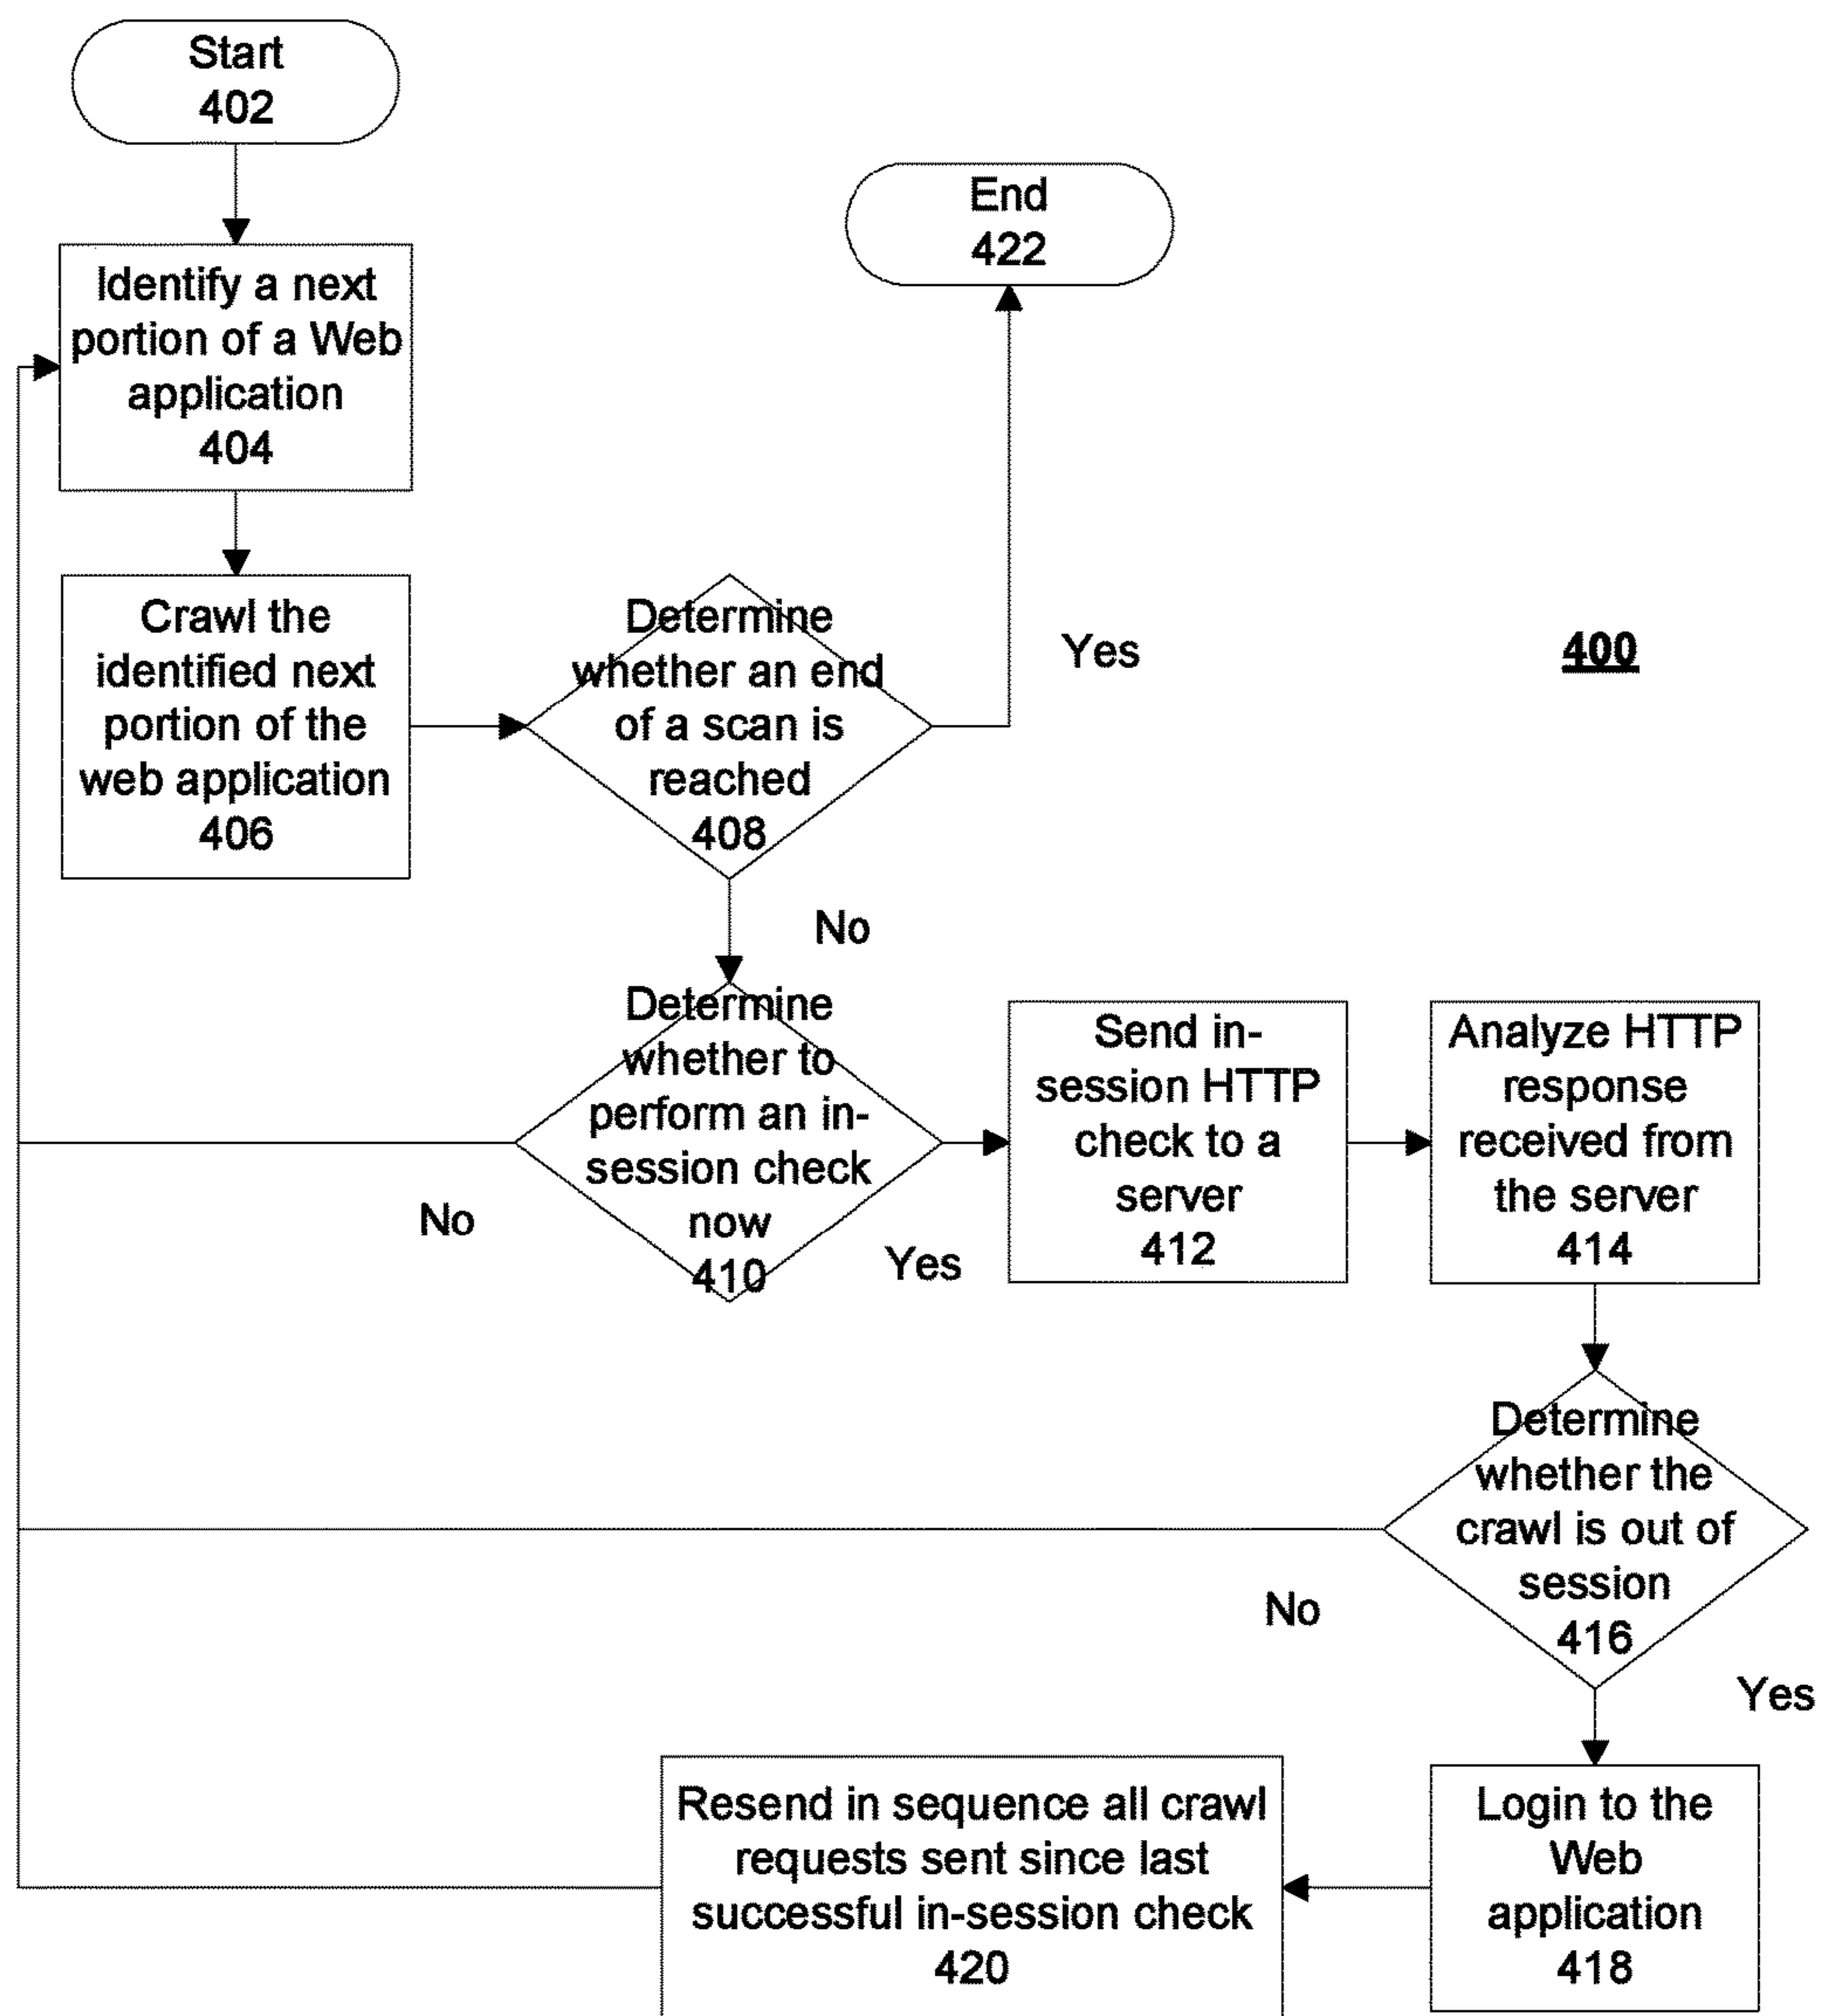 Start
402
End
422
Identify a next
portion of a Web
application
404
Crawl the
identified next
portion of the
web application
406
Determine
whether an end
of a scan is
reached
408
Yes
400
No
Determine
whether to
perform an in-
session check
now
410
No
Yes
Send in-
session HTTP
check to a
server
412
Analyze HTTP
response
received from
the server
414
Determine
whether the
crawl is out of
session
416
No
Yes
Login to the
Web
application
418
Resend in sequence all crawl
requests sent since last
successful in-session check
420